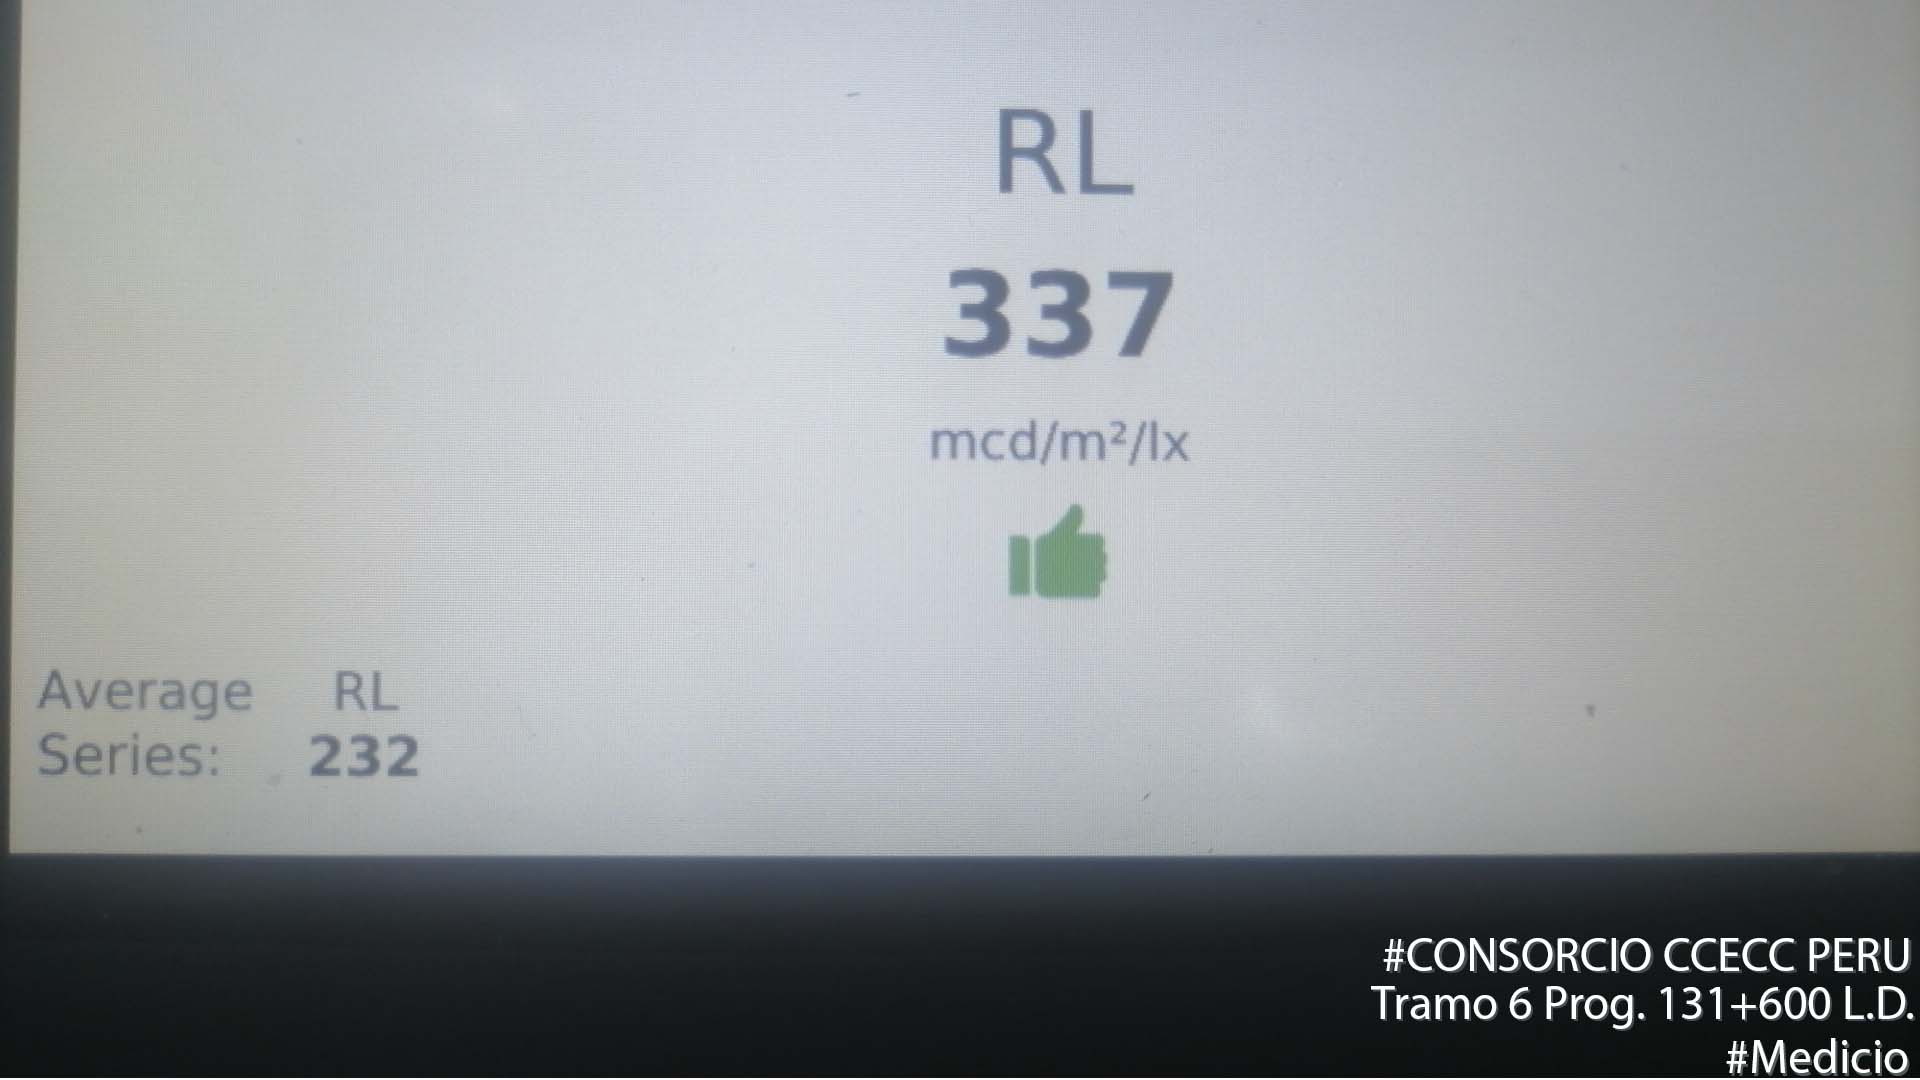 RL
337
mcd/m²/lx
Average RL
Series: 232
#CONSORCIO CCECC PERU
Tramo 6 Prog. 131+600 L.D.
#Medicio